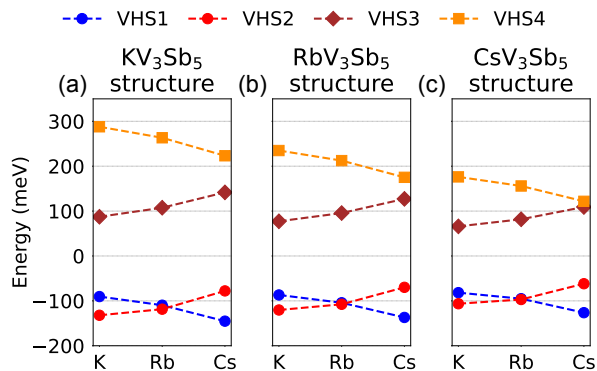 VHS1 VHS2 VHS3 VHS4
(a) KV₃Sb₅ structure
(b) RbV₃Sb₅ structure
(c) CsV₃Sb₅ structure
Energy (meV)
300
200
100
0
−100
−200
K Rb Cs
K Rb Cs
K Rb Cs